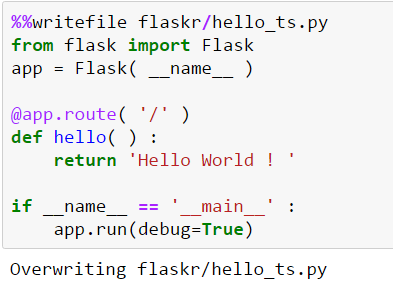 %%writefile flaskr/hello_ts.py
from flask import Flask
app = Flask( __name__ )
@app.route( '/' )
def hello( ) :
    return 'Hello World ! '
if __name__ == '__main__' :
    app.run(debug=True)
Overwriting flaskr/hello_ts.py